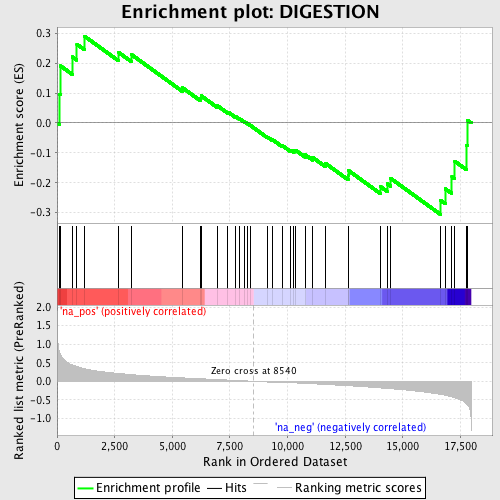 Enrichment plot: DIGESTION
Enrichment score (ES)
0.3
0.2
0.1
0.0
-0.1
-0.2
-0.3
'na_pos' (positively correlated)
Ranked list metric (PreRanked)
2.0
1.5
1.0
0.5
0.0
-0.5
-1.0
Zero cross at 8540
'na_neg' (negatively correlated)
0 2,500 5,000 7,500 10,000 12,500 15,000 17,500
Rank in Ordered Dataset
Enrichment profile Hits Ranking metric scores